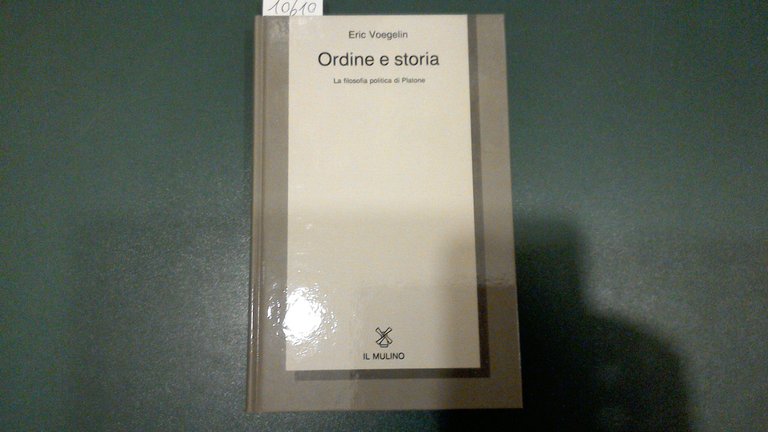 10610
Eric Voegelin
Ordine e storia
La filosofia politica di Platone
IL MULINO